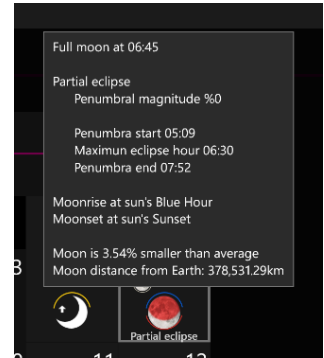 Full moon at 06:45
Partial eclipse
Penumbral magnitude %0
Penumbra start 05:09
Maximun eclipse hour 06:30
Penumbra end 07:52
Moonrise at sun's Blue Hour
Moonset at sun's Sunset
Moon is 3.54% smaller than average
Moon distance from Earth: 378,531.29km
Partial eclipse